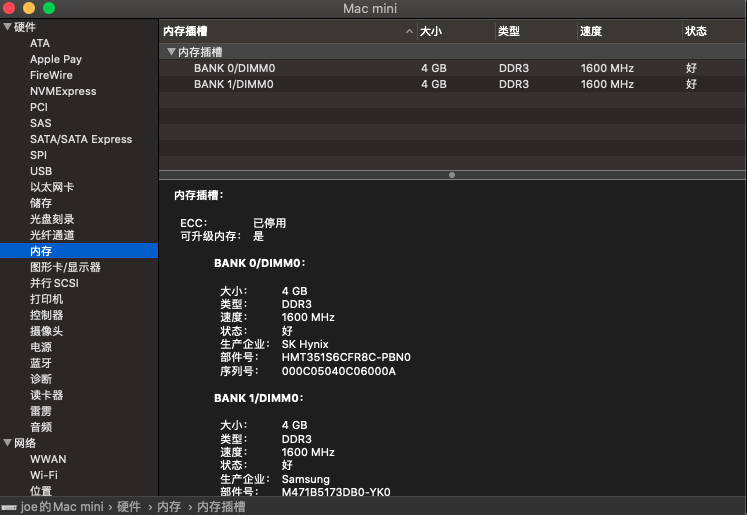 Mac mini
硬件
ATA
Apple Pay
FireWire
NVMExpress
PCI
SAS
SATA/SATA Express
SPI
USB
以太网卡
储存
光盘刻录
光纤通道
内存
图形卡/显示器
并行SCSI
打印机
控制器
摄像头
电源
蓝牙
诊断
读卡器
雷雳
音频
网络
WWAN
Wi-Fi
位置
内存插槽 大小 类型 速度 状态
内存插槽
BANK 0/DIMM0 4 GB DDR3 1600 MHz 好
BANK 1/DIMM0 4 GB DDR3 1600 MHz 好
内存插槽：
ECC： 已停用
可升级内存： 是
BANK 0/DIMM0：
大小： 4 GB
类型： DDR3
速度： 1600 MHz
状态： 好
生产企业： SK Hynix
部件号： HMT351S6CFR8C-PBN0
序列号： 000C05040C06000A
BANK 1/DIMM0：
大小： 4 GB
类型： DDR3
速度： 1600 MHz
状态： 好
生产企业： Samsung
部件号： M471B5173DB0-YK0
joe的Mac mini › 硬件 › 内存 › 内存插槽